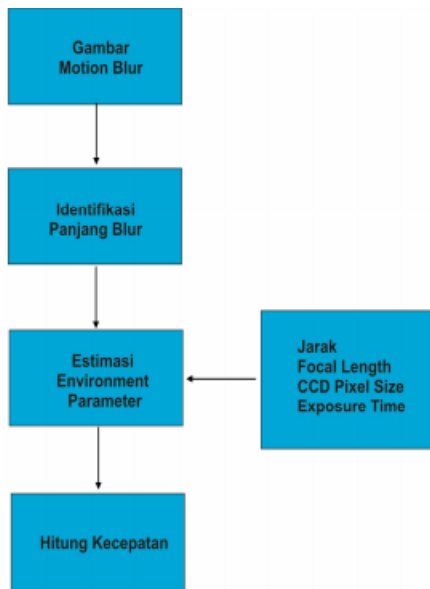 Gambar
Motion Blur
Identifikasi
Panjang Blur
Estimasi
Environment
Parameter
Jarak
Focal Length
CCD Pixel Size
Exposure Time
Hitung Kecepatan